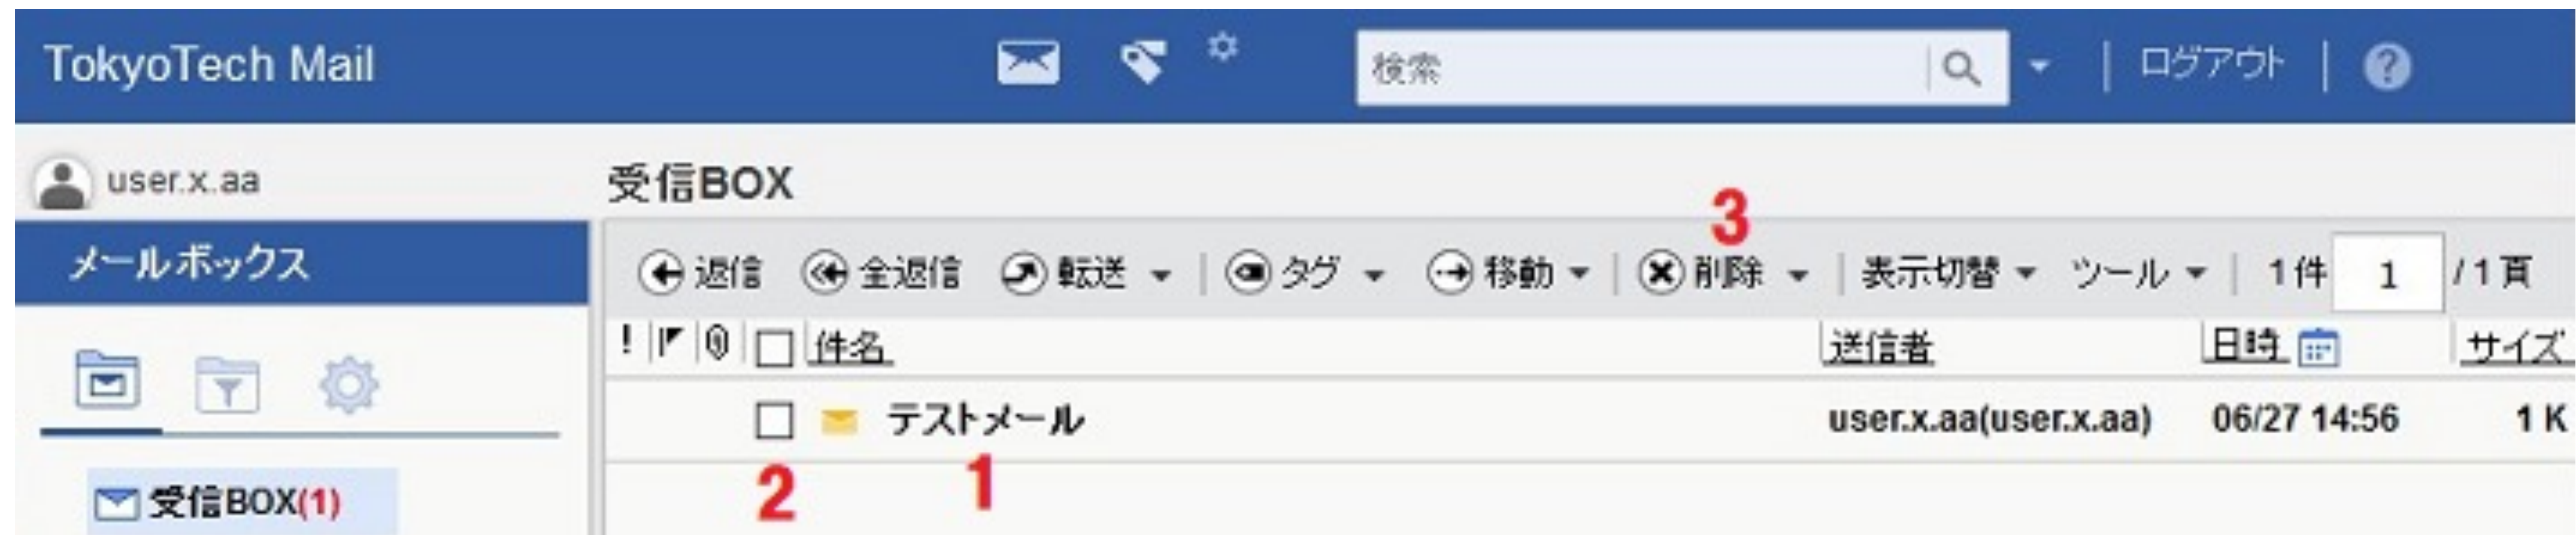 TokyoTech Mail 検索 ログアウト ?
user.x.aa 受信BOX
3
メールボックス 返信 全返信 転送 タグ 移動 削除 表示切替 ツール 1件 1 /1頁
! 件名 送信者 日時 サイズ
テストメール user.x.aa(user.x.aa) 06/27 14:56 1 K
2 1
受信BOX(1)